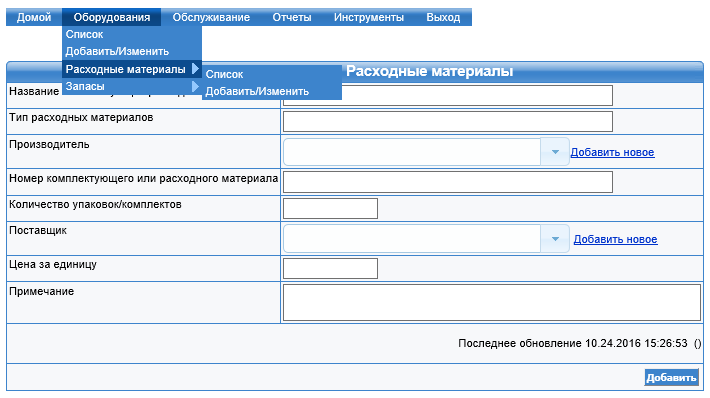 Домой Оборудования Обслуживание Отчеты Инструменты Выход
Список
Добавить/Изменить
Расходные материалы
Запасы
Список
Добавить/Изменить
Расходные материалы
Название
Тип расходных материалов
Производитель Добавить новое
Номер комплектующего или расходного материала
Количество упаковок/комплектов
Поставщик Добавить новое
Цена за единицу
Примечание
Последнее обновление 10.24.2016 15:26:53 ()
Добавить